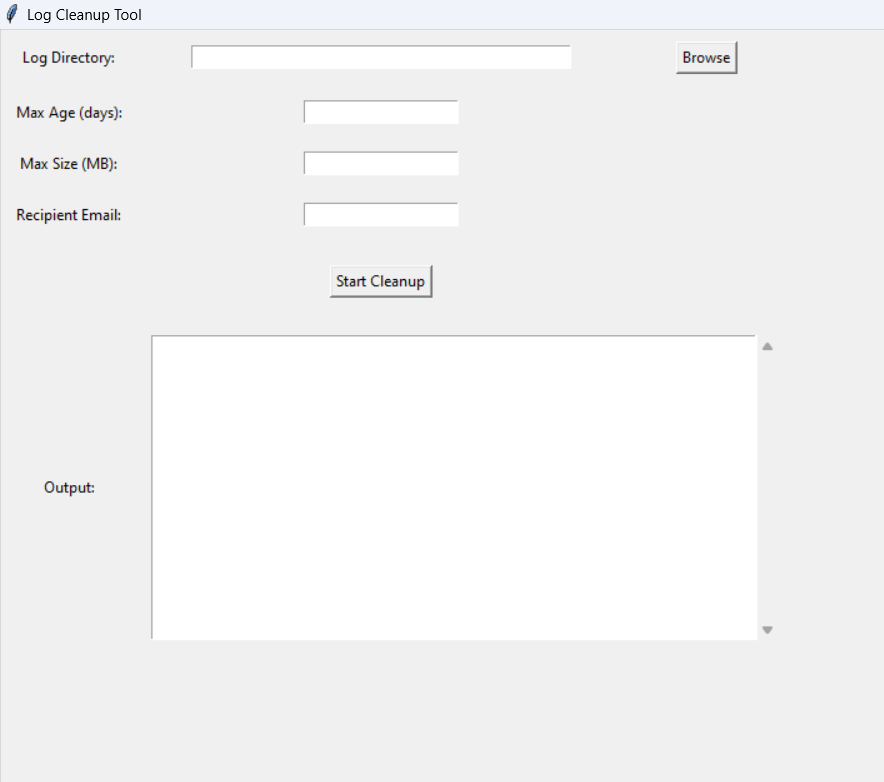 Log Cleanup Tool
Log Directory: Browse
Max Age (days):
Max Size (MB):
Recipient Email:
Start Cleanup
Output: